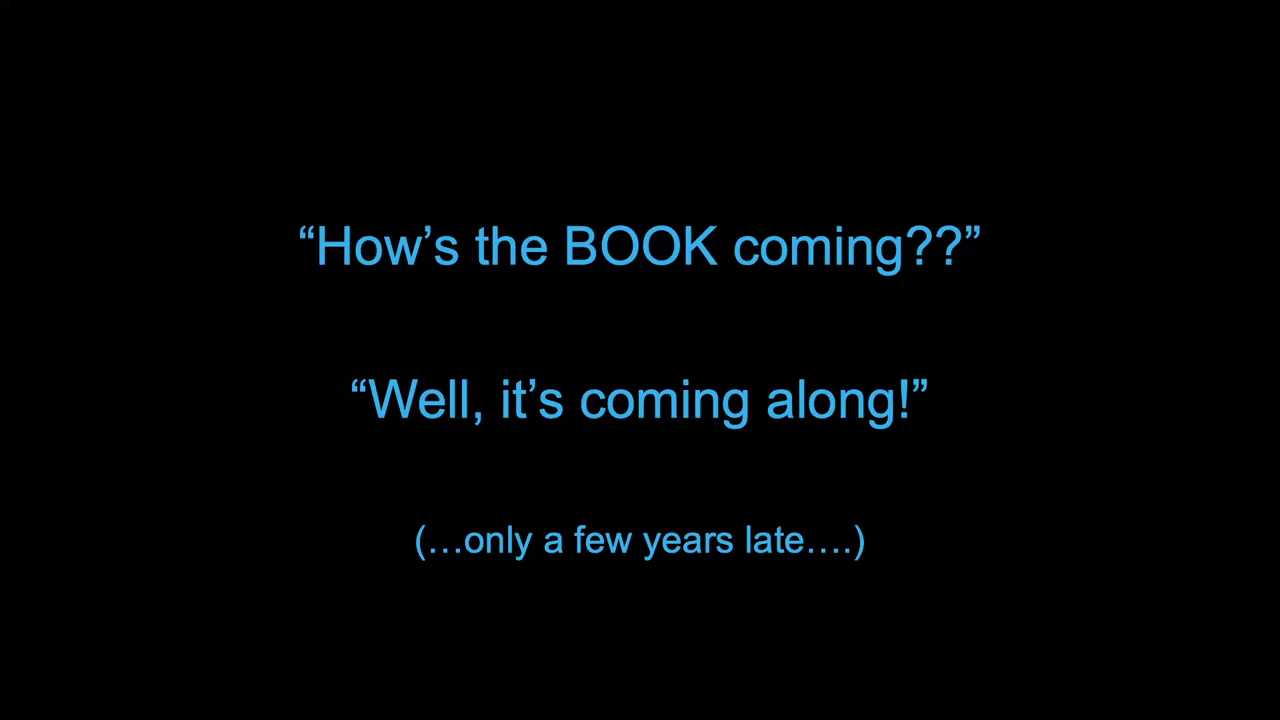 “How’s the BOOK coming??”
“Well, it’s coming along!”
(…only a few years late….)